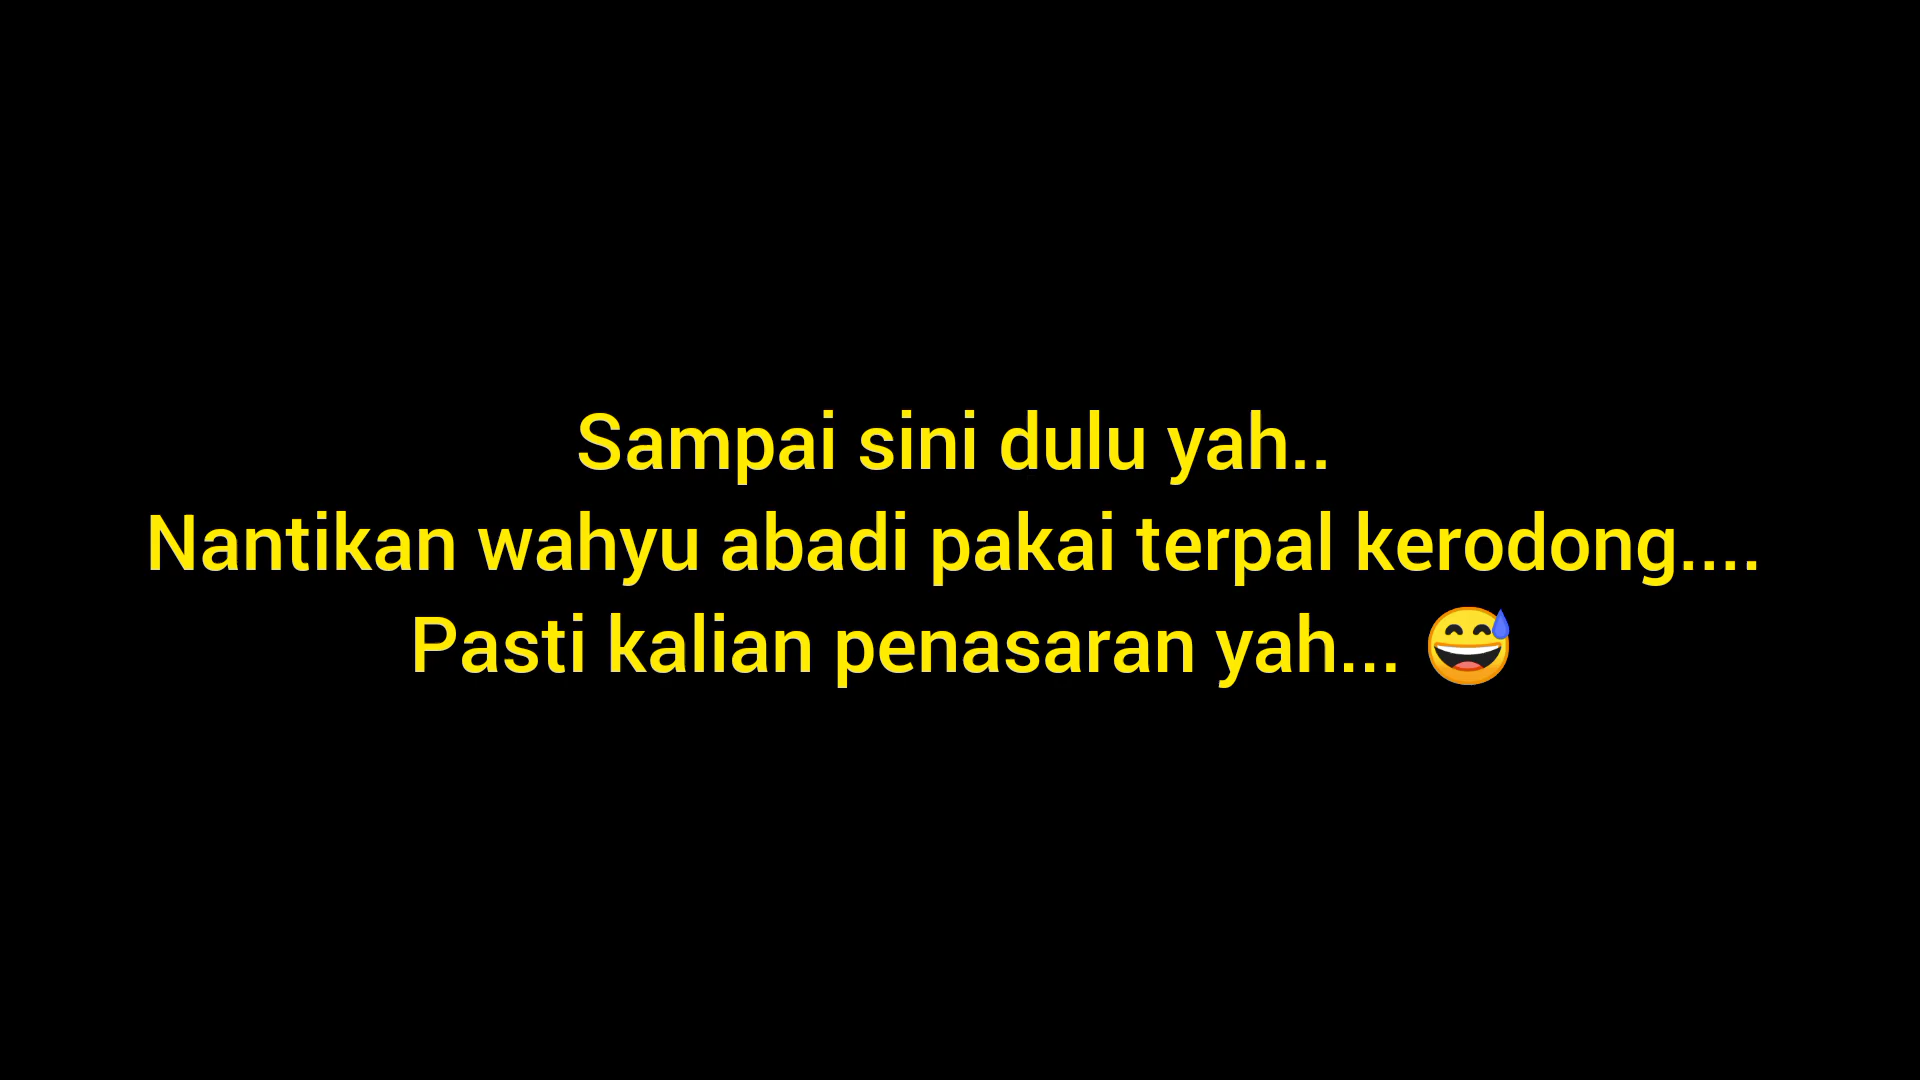 Sampai sini dulu yah..
Nantikan wahyu abadi pakai terpal kerodong....
Pasti kalian penasaran yah... 😅